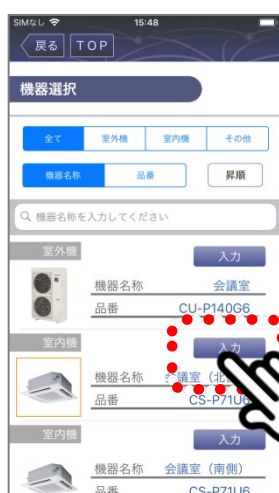 SIMなし 15:48
戻る TOP
機器選択
全て 室外機 室内機 その他
機器名称 品番 昇順
機器名称を入力してください
室外機 入力
機器名称 会議室
品番 CU-P140G6
室内機 入力
機器名称 会議室（北
品番 CS-P71U6
室内機 入力
機器名称 会議室（南側）
品番 CS-P71U6